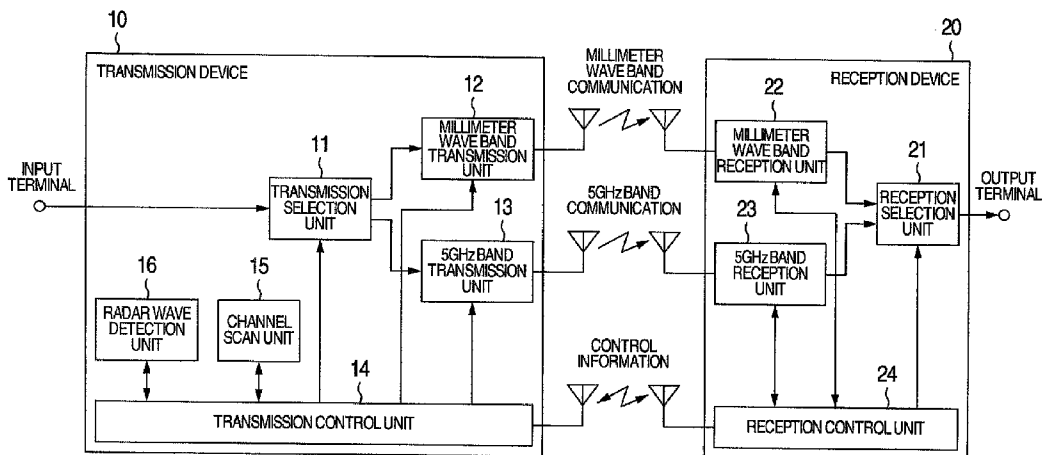 10
20
TRANSMISSION DEVICE
MILLIMETER
WAVE BAND
COMMUNICATION
RECEPTION DEVICE
12
22
MILLIMETER
WAVE BAND
TRANSMISSION
UNIT
MILLIMETER
WAVE BAND
RECEPTION UNIT
11
21
INPUT
TERMINAL
TRANSMISSION
SELECTION
UNIT
RECEPTION
SELECTION
UNIT
OUTPUT
TERMINAL
5GHz BAND
COMMUNICATION
13
23
5GHz BAND
TRANSMISSION
UNIT
5GHz BAND
RECEPTION
UNIT
16
15
RADAR WAVE
DETECTION
UNIT
CHANNEL
SCAN UNIT
CONTROL
INFORMATION
14
24
TRANSMISSION CONTROL UNIT
RECEPTION CONTROL UNIT